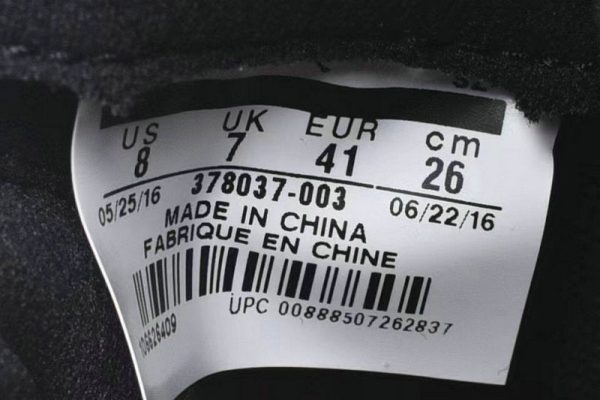 US UK EUR cm
8 7 41 26
05/25/16 378037-003 06/22/16
MADE IN CHINA
FABRIQUE EN CHINE
UPC 00888507262837